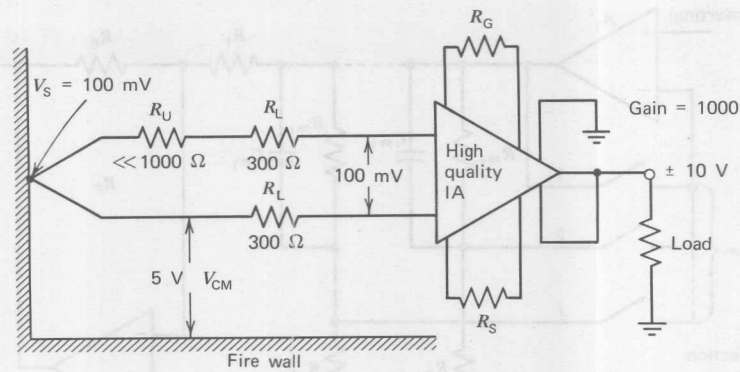 R_G
V_S = 100 mV
R_U
R_L
Gain = 1000
<<1000 Ω
300 Ω
100 mV
High
quality
IA
± 10 V
R_L
300 Ω
5 V V_CM
Load
R_S
Fire wall